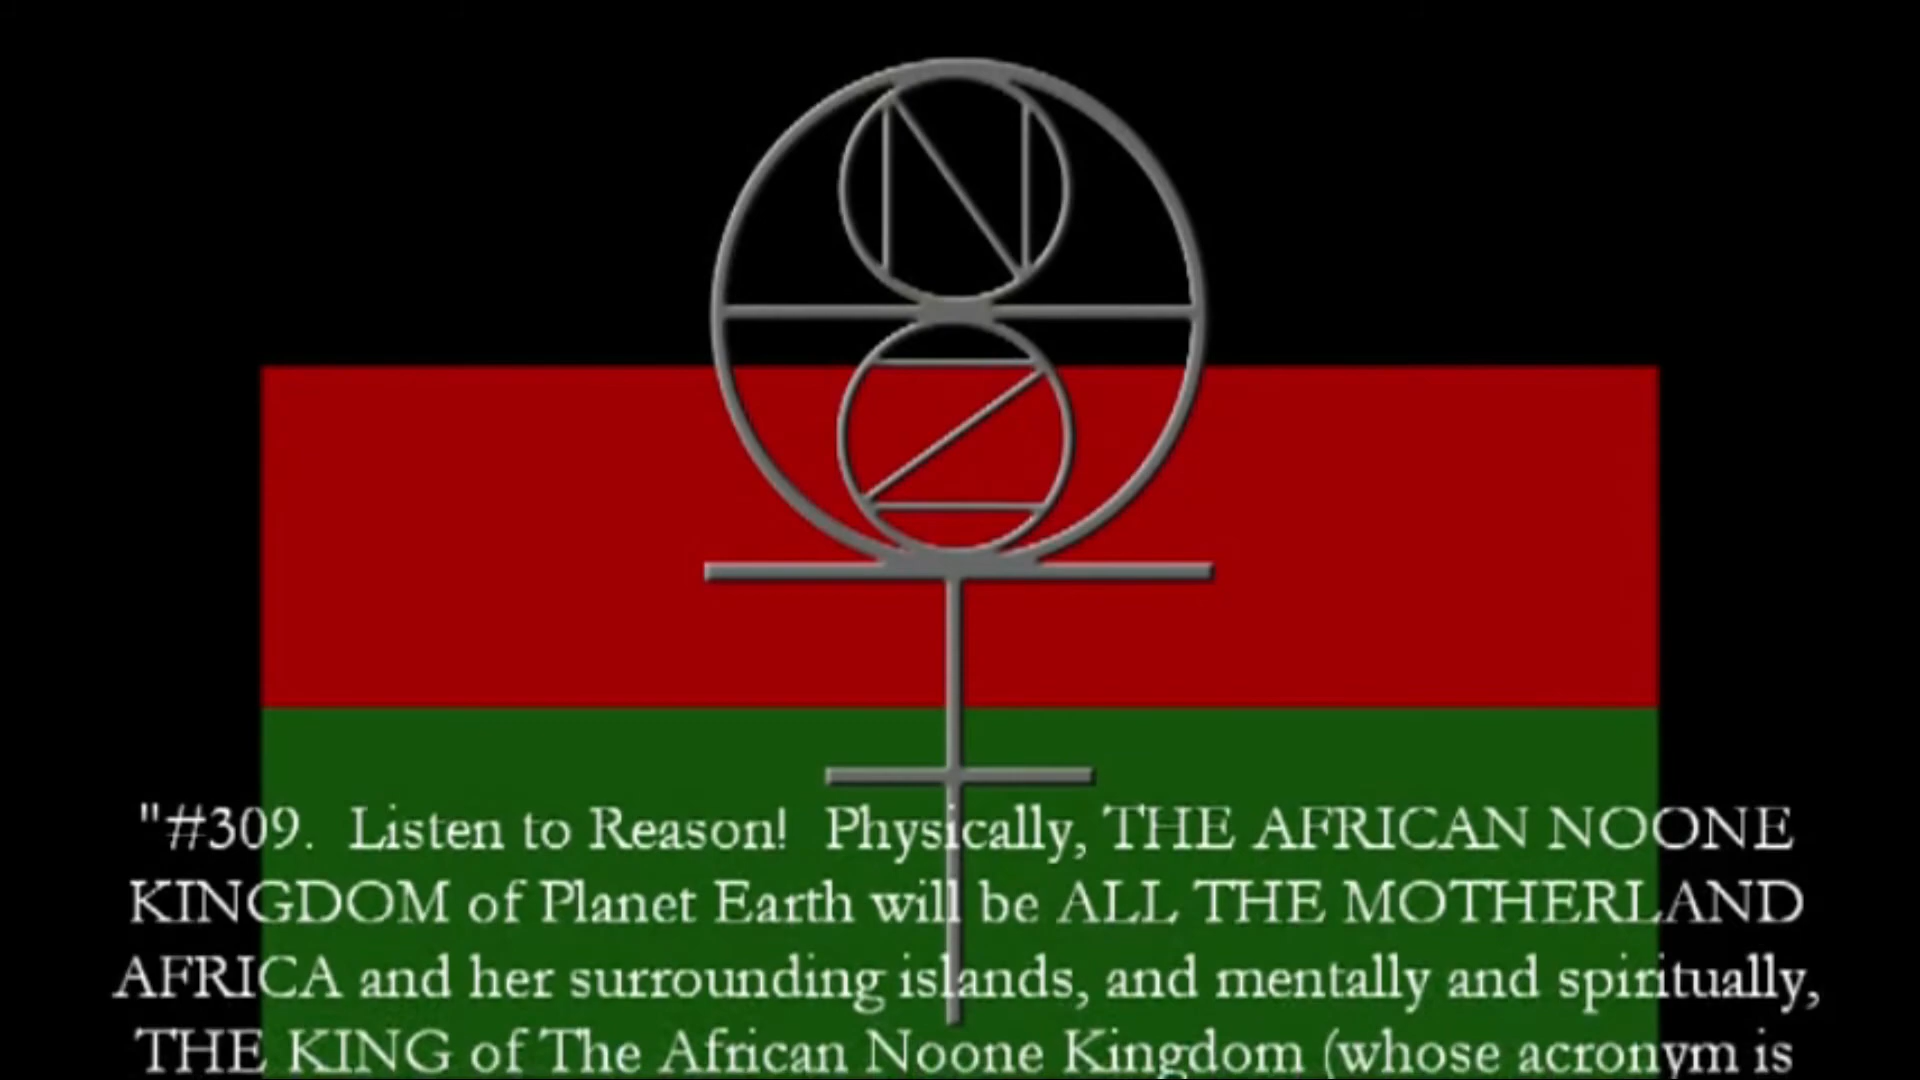 N
Z
"#309.  Listen to Reason!  Physically, THE AFRICAN NOONE
KINGDOM of Planet Earth will be ALL THE MOTHERLAND
AFRICA and her surrounding islands, and mentally and spiritually,
THE KING of The African Noone Kingdom (whose acronym is